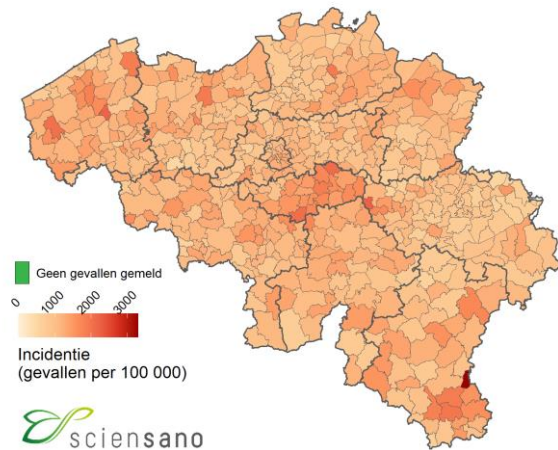 Geen gevallen gemeld
0 1000 2000 3000
Incidentie
(gevallen per 100 000)
sciensano